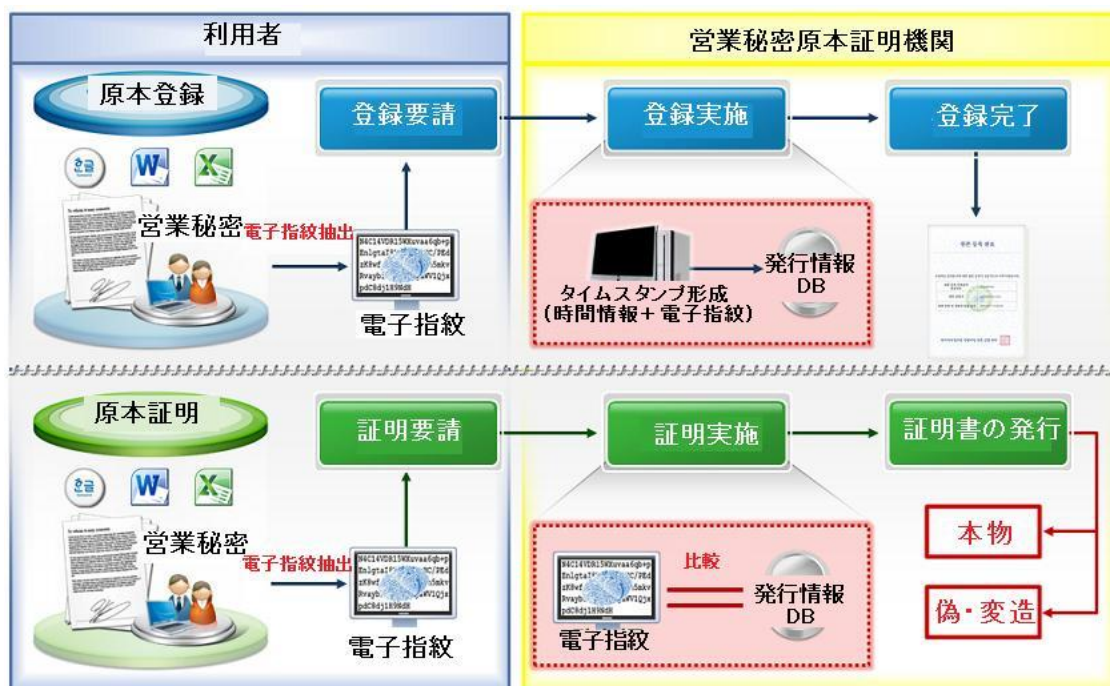 利用者
営業秘密原本証明機関
原本登録
登録要請
登録実施
登録完了
한글
W
X
営業秘密
電子指紋抽出
電子指紋
タイムスタンプ形成
(時間情報＋電子指紋)
発行情報
DB
原本証明
証明要請
証明実施
証明書の発行
한글
W
X
営業秘密
電子指紋抽出
電子指紋
電子指紋
比較
発行情報
DB
本物
偽・変造